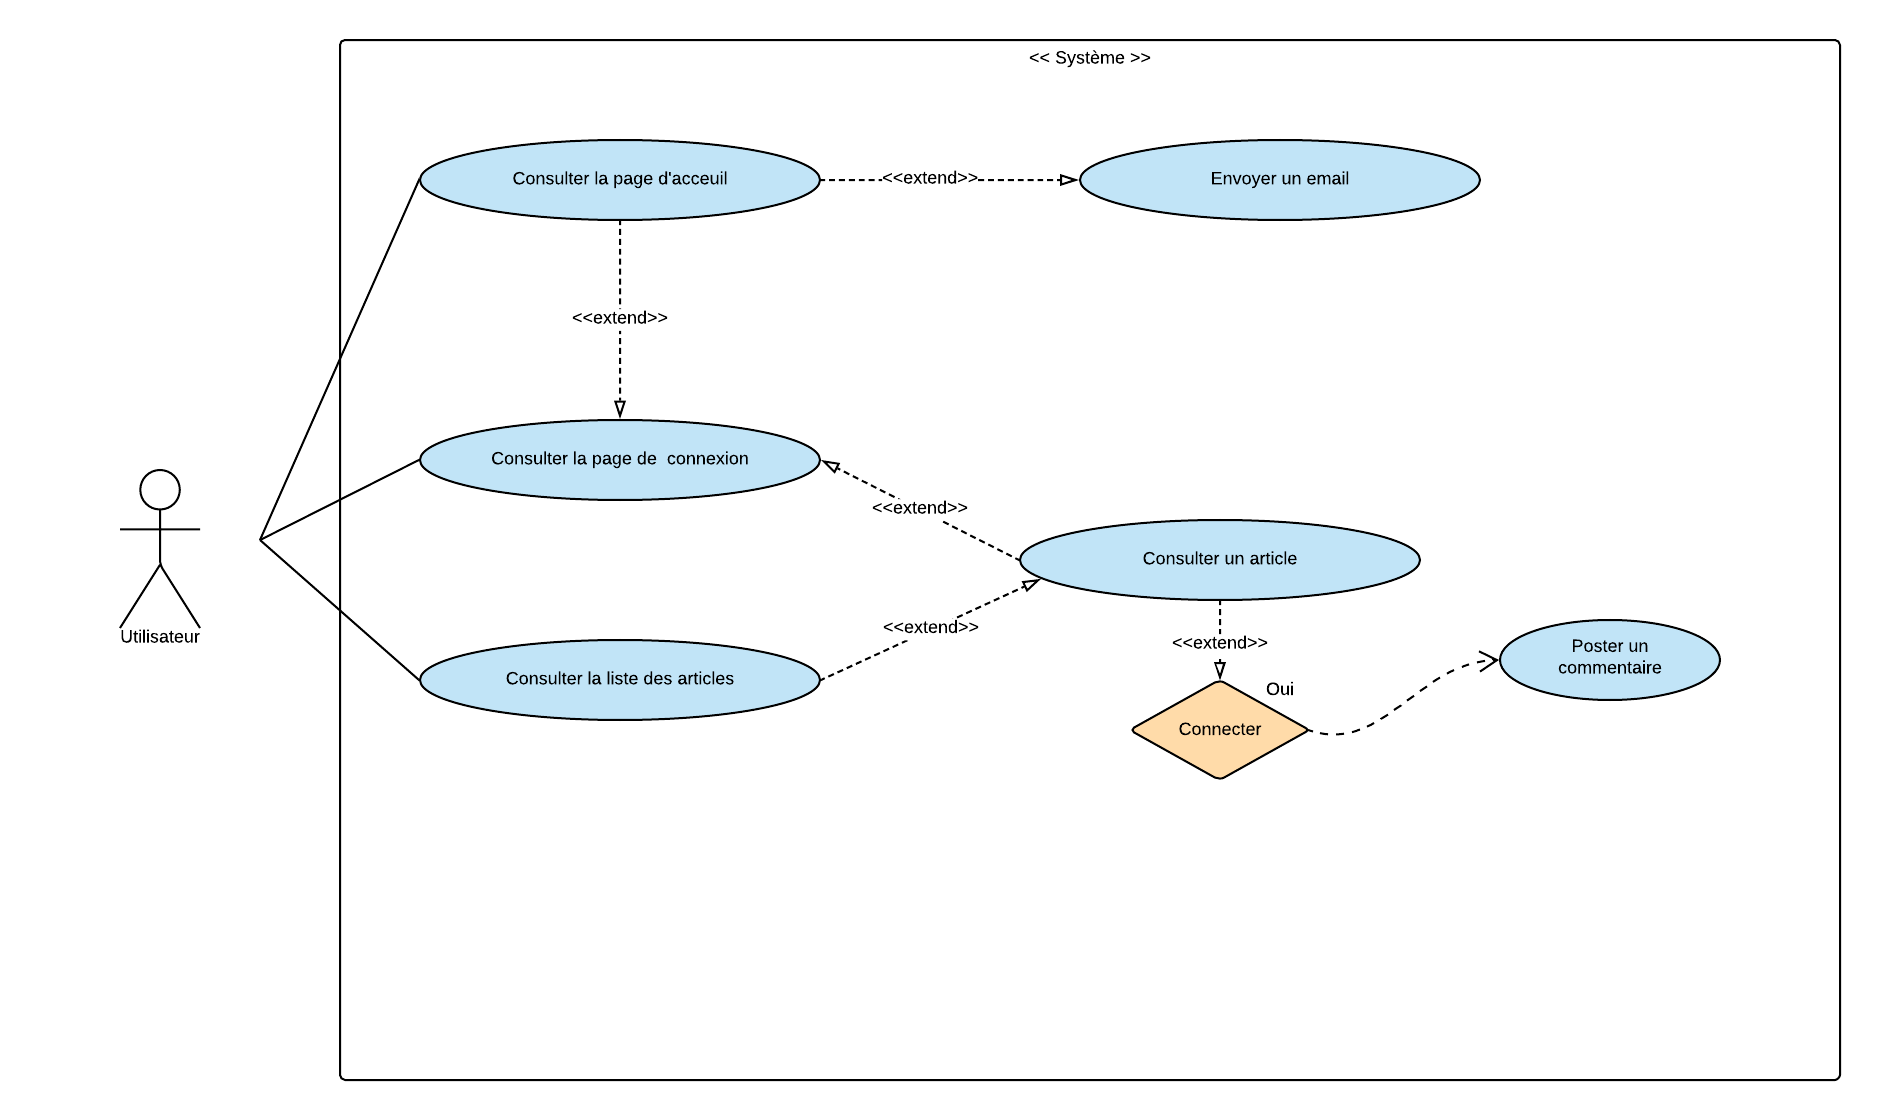 << Système >>
Consulter la page d'acceuil
<<extend>>
Envoyer un email
<<extend>>
Consulter la page de  connexion
<<extend>>
Consulter un article
<<extend>>
Utilisateur
Consulter la liste des articles
<<extend>>
Poster un
commentaire
Oui
Connecter